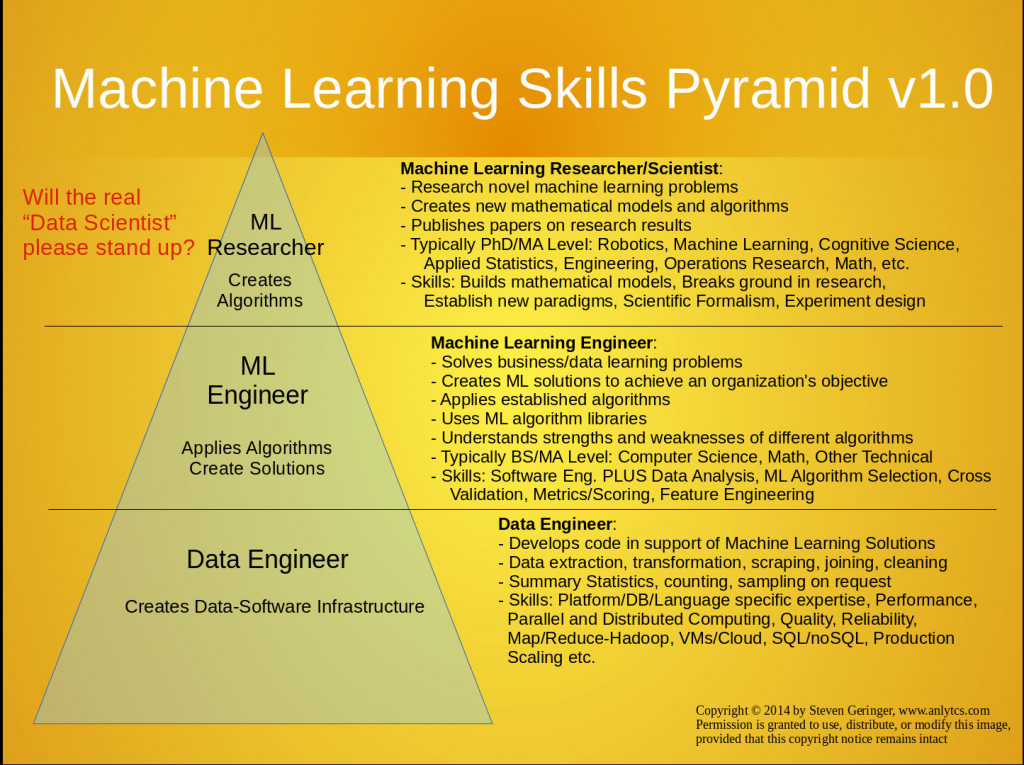 Machine Learning Skills Pyramid v1.0
Will the real
“Data Scientist”
please stand up?
ML
Researcher
Creates
Algorithms
Machine Learning Researcher/Scientist:
- Research novel machine learning problems
- Creates new mathematical models and algorithms
- Publishes papers on research results
- Typically PhD/MA Level: Robotics, Machine Learning, Cognitive Science,
Applied Statistics, Engineering, Operations Research, Math, etc.
- Skills: Builds mathematical models, Breaks ground in research,
Establish new paradigms, Scientific Formalism, Experiment design
ML
Engineer
Applies Algorithms
Create Solutions
Machine Learning Engineer:
- Solves business/data learning problems
- Creates ML solutions to achieve an organization's objective
- Applies established algorithms
- Uses ML algorithm libraries
- Understands strengths and weaknesses of different algorithms
- Typically BS/MA Level: Computer Science, Math, Other Technical
- Skills: Software Eng. PLUS Data Analysis, ML Algorithm Selection, Cross
Validation, Metrics/Scoring, Feature Engineering
Data Engineer
Creates Data-Software Infrastructure
Data Engineer:
- Develops code in support of Machine Learning Solutions
- Data extraction, transformation, scraping, joining, cleaning
- Summary Statistics, counting, sampling on request
- Skills: Platform/DB/Language specific expertise, Performance,
Parallel and Distributed Computing, Quality, Reliability,
Map/Reduce-Hadoop, VMs/Cloud, SQL/noSQL, Production
Scaling etc.
Copyright © 2014 by Steven Geringer, www.anlytcs.com
Permission is granted to use, distribute, or modify this image,
provided that this copyright notice remains intact